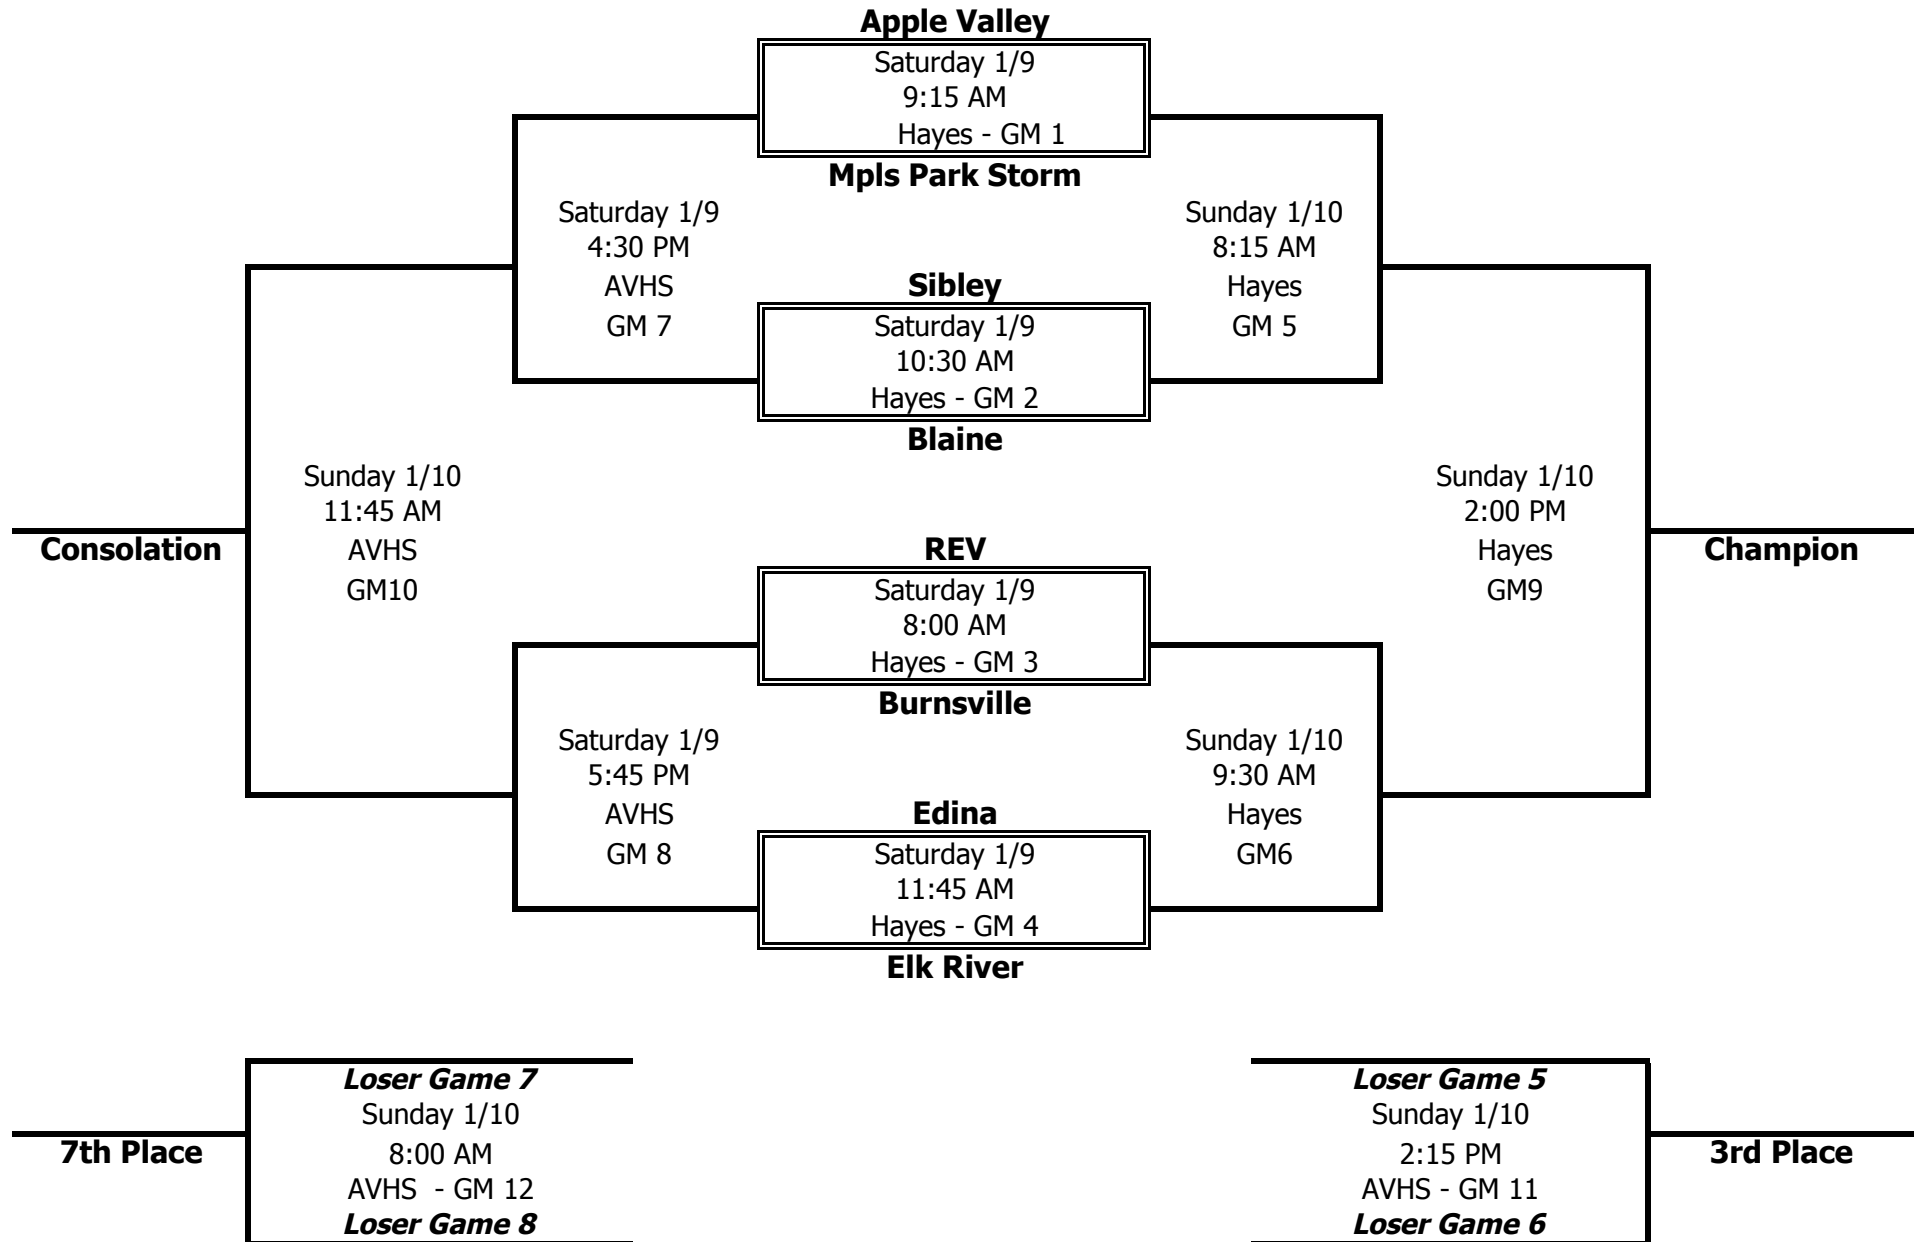 Apple Valley
Saturday 1/9
9:15 AM
Hayes - GM 1
Mpls Park Storm
Saturday 1/9
4:30 PM
AVHS
GM 7
Sunday 1/10
8:15 AM
Hayes
GM 5
Sibley
Saturday 1/9
10:30 AM
Hayes - GM 2
Blaine
Sunday 1/10
11:45 AM
AVHS
GM10
Consolation
Sunday 1/10
2:00 PM
Hayes
GM9
Champion
REV
Saturday 1/9
8:00 AM
Hayes - GM 3
Burnsville
Saturday 1/9
5:45 PM
AVHS
GM 8
Sunday 1/10
9:30 AM
Hayes
GM6
Edina
Saturday 1/9
11:45 AM
Hayes - GM 4
Elk River
Loser Game 7
Sunday 1/10
8:00 AM
AVHS - GM 12
Loser Game 8
7th Place
Loser Game 5
Sunday 1/10
2:15 PM
AVHS - GM 11
Loser Game 6
3rd Place